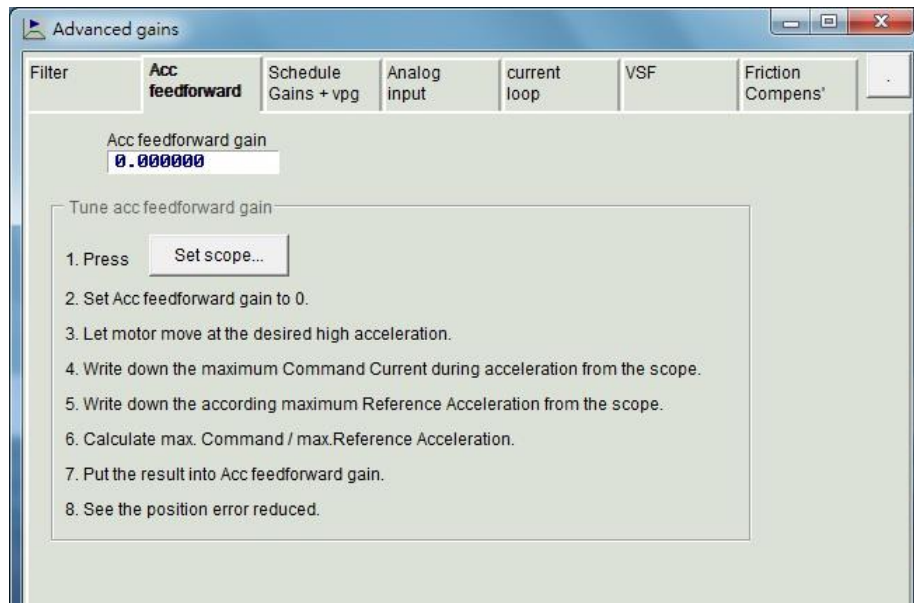 Advanced gains
Filter
Acc feedforward
Schedule Gains + vpg
Analog input
current loop
VSF
Friction Compens'
.
Acc feedforward gain
0.000000
Tune acc feedforward gain
1. Press Set scope...
2. Set Acc feedforward gain to 0.
3. Let motor move at the desired high acceleration.
4. Write down the maximum Command Current during acceleration from the scope.
5. Write down the according maximum Reference Acceleration from the scope.
6. Calculate max. Command / max.Reference Acceleration.
7. Put the result into Acc feedforward gain.
8. See the position error reduced.